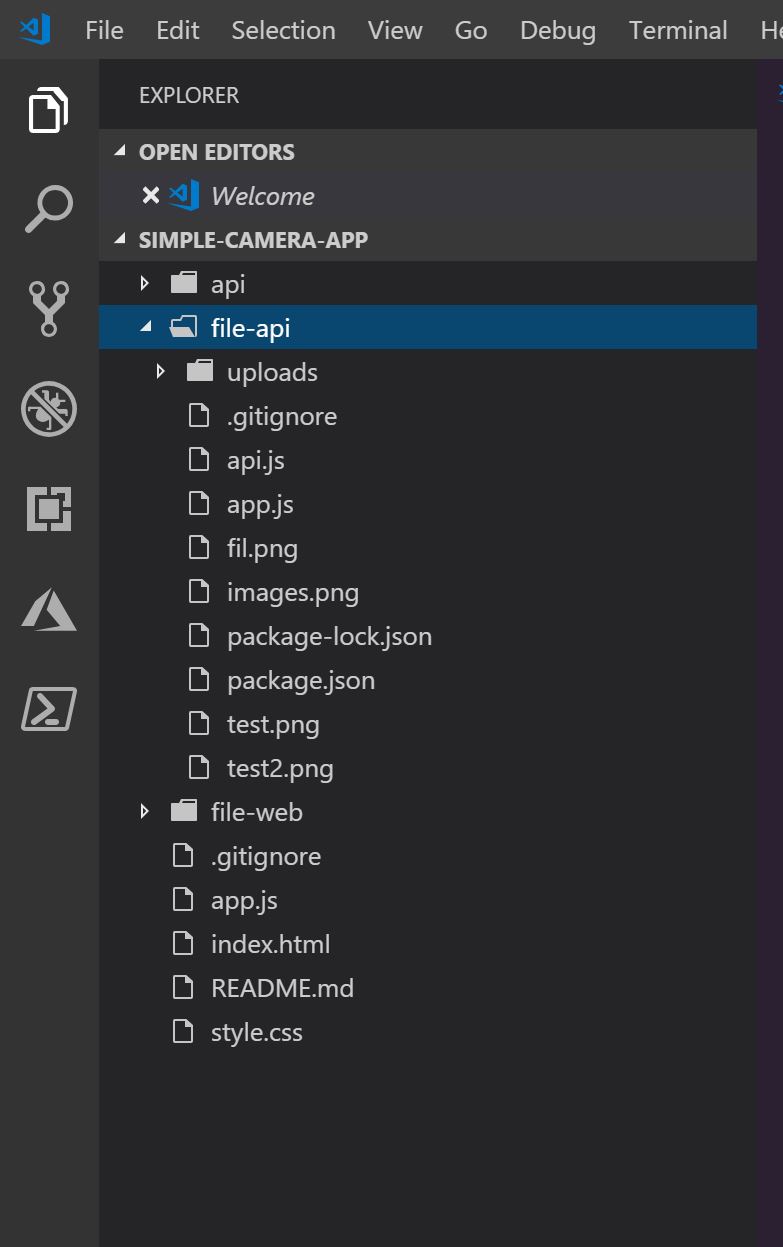 File Edit Selection View Go Debug Terminal
EXPLORER
OPEN EDITORS
Welcome
SIMPLE-CAMERA-APP
api
file-api
uploads
.gitignore
api.js
app.js
fil.png
images.png
package-lock.json
package.json
test.png
test2.png
file-web
.gitignore
app.js
index.html
README.md
style.css